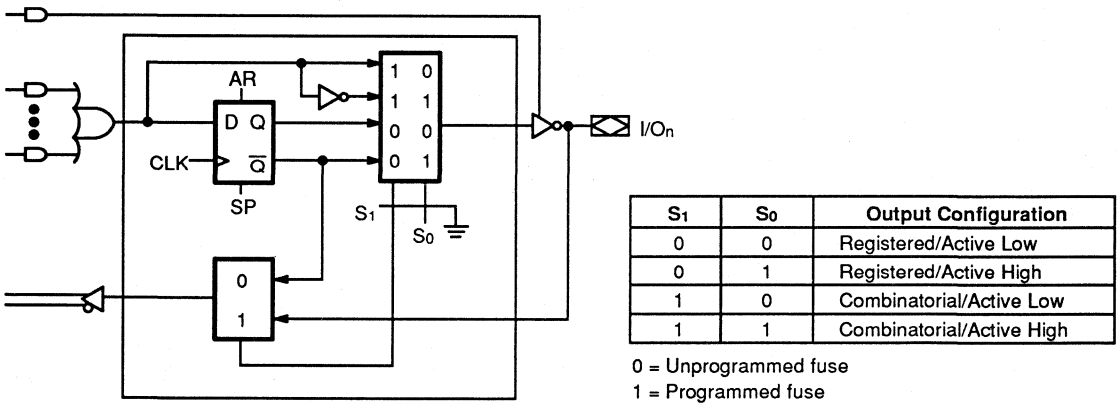 AR
D Q
CLK
Q
SP
1 0
1 1
0 0
0 1
S1
S0
I/On
0
1
S1 S0 Output Configuration
0 0 Registered/Active Low
0 1 Registered/Active High
1 0 Combinatorial/Active Low
1 1 Combinatorial/Active High
0 = Unprogrammed fuse
1 = Programmed fuse